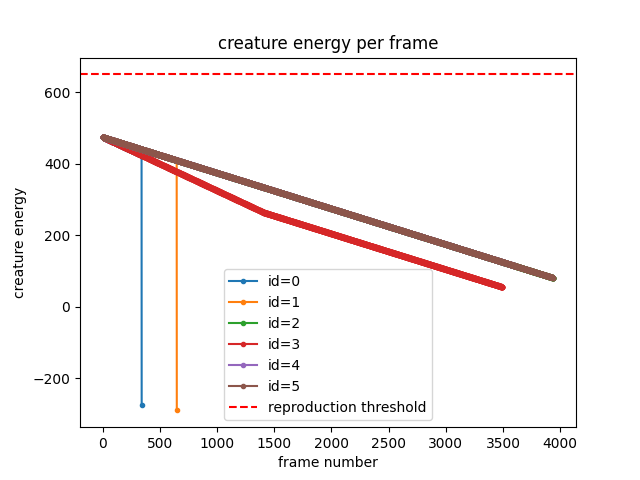 creature energy per frame
creature energy
600
400
200
0
−200
0
500
1000
1500
2000
2500
3000
3500
4000
frame number
id=0
id=1
id=2
id=3
id=4
id=5
reproduction threshold